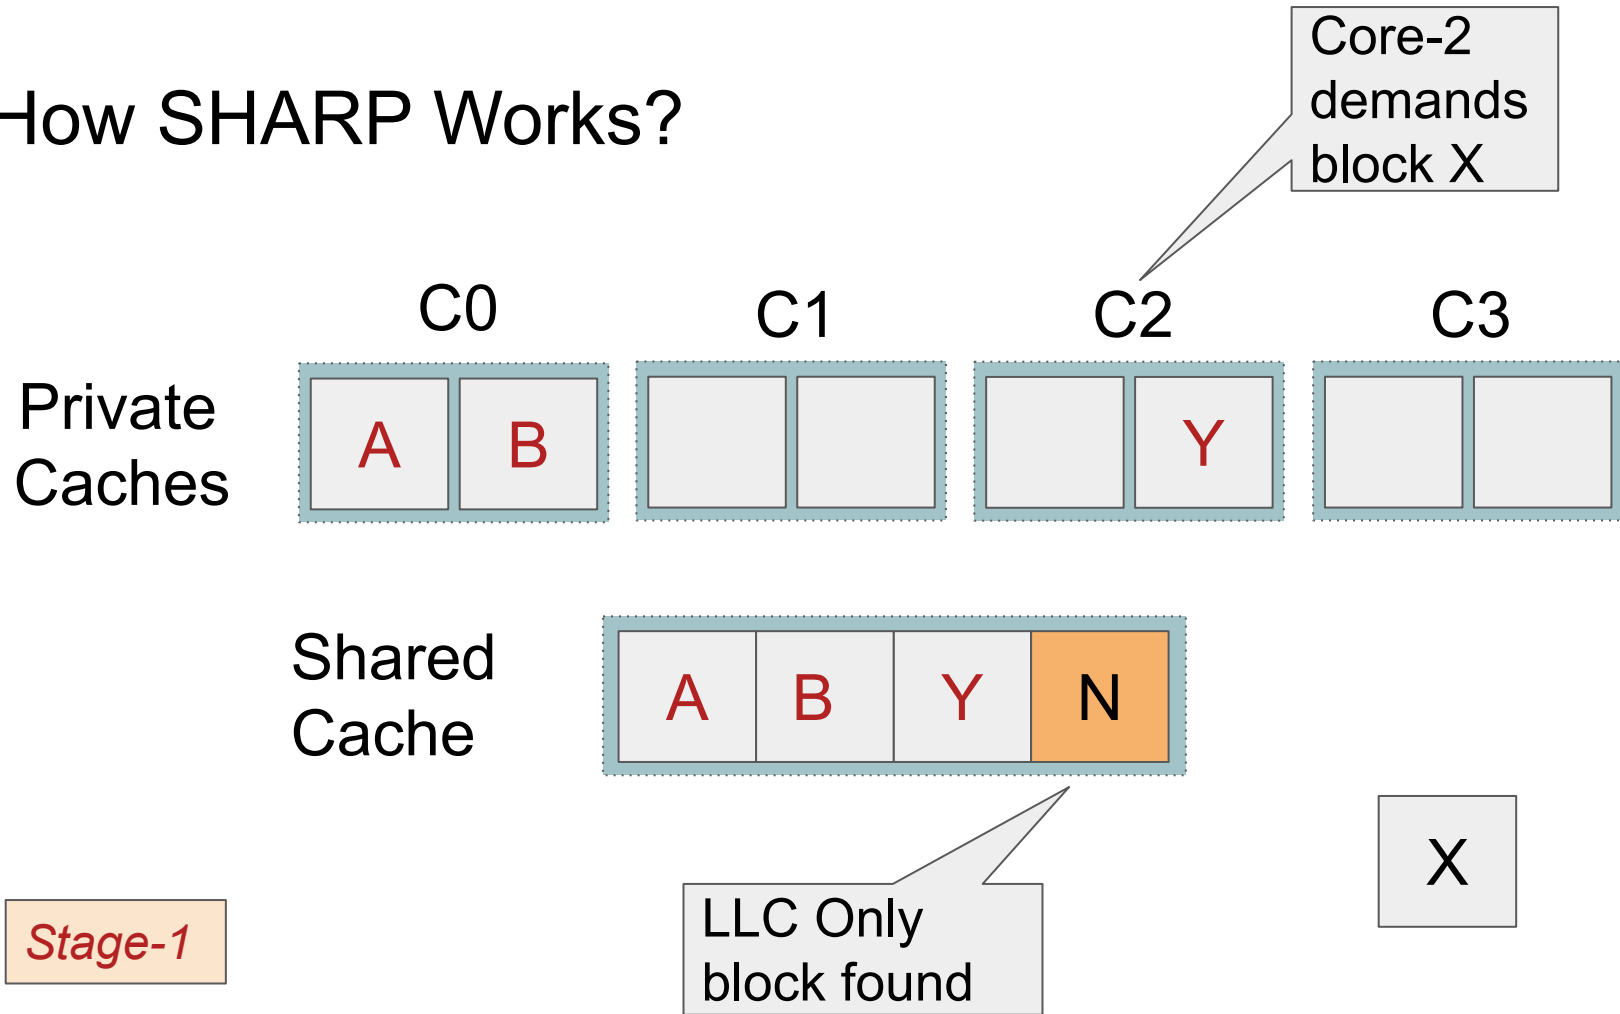 How SHARP Works?
Core-2
demands
block X
C0
C1
C2
C3
Private
Caches
A
B
Y
Shared
Cache
A
B
Y
N
X
LLC Only
block found
Stage-1